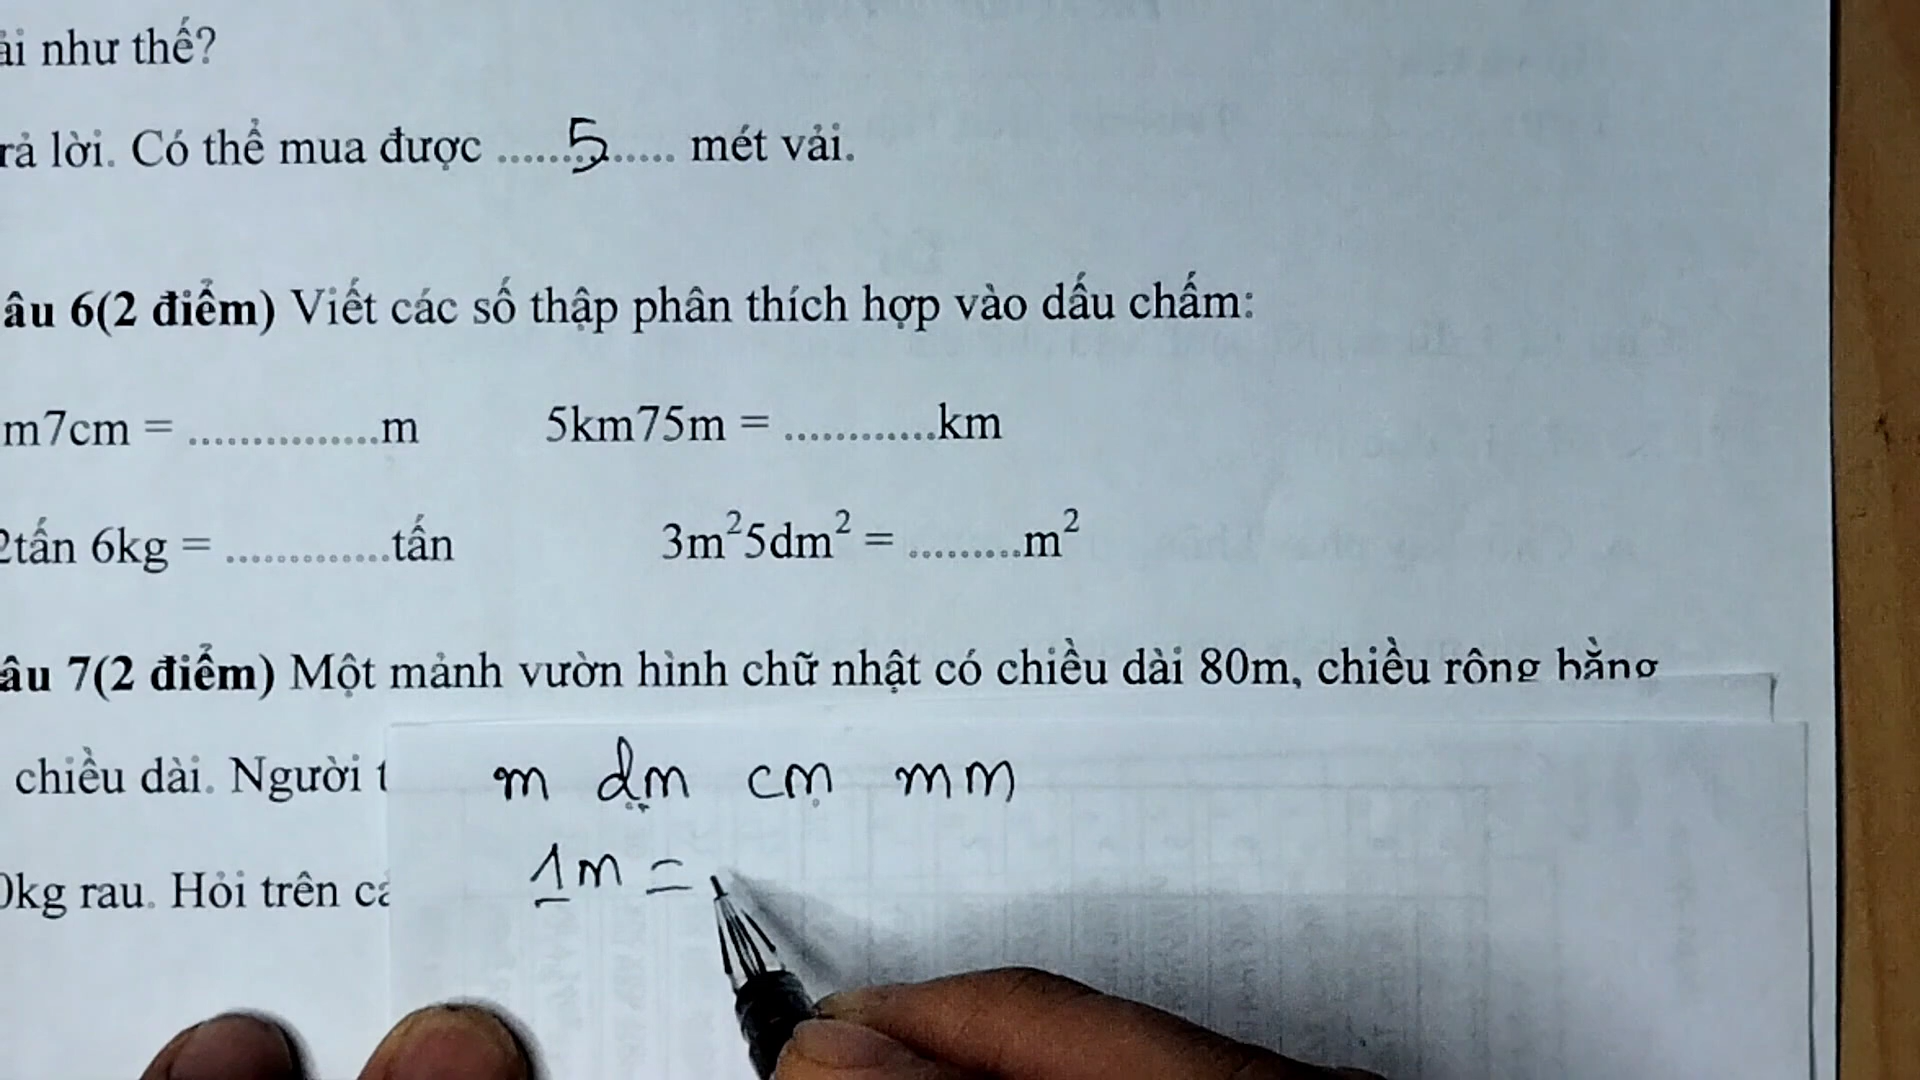 ải như thế?
rả lời. Có thể mua được .......5...... mét vải.
âu 6(2 điểm) Viết các số thập phân thích hợp vào dấu chấm:
m7cm = ...............m 5km75m = ............km
2tấn 6kg = .............tấn 3m²5dm² = .........m²
âu 7(2 điểm) Một mảnh vườn hình chữ nhật có chiều dài 80m, chiều rộng bằng
chiều dài. Người t
0kg rau. Hỏi trên cả
m dm cm mm
1m =